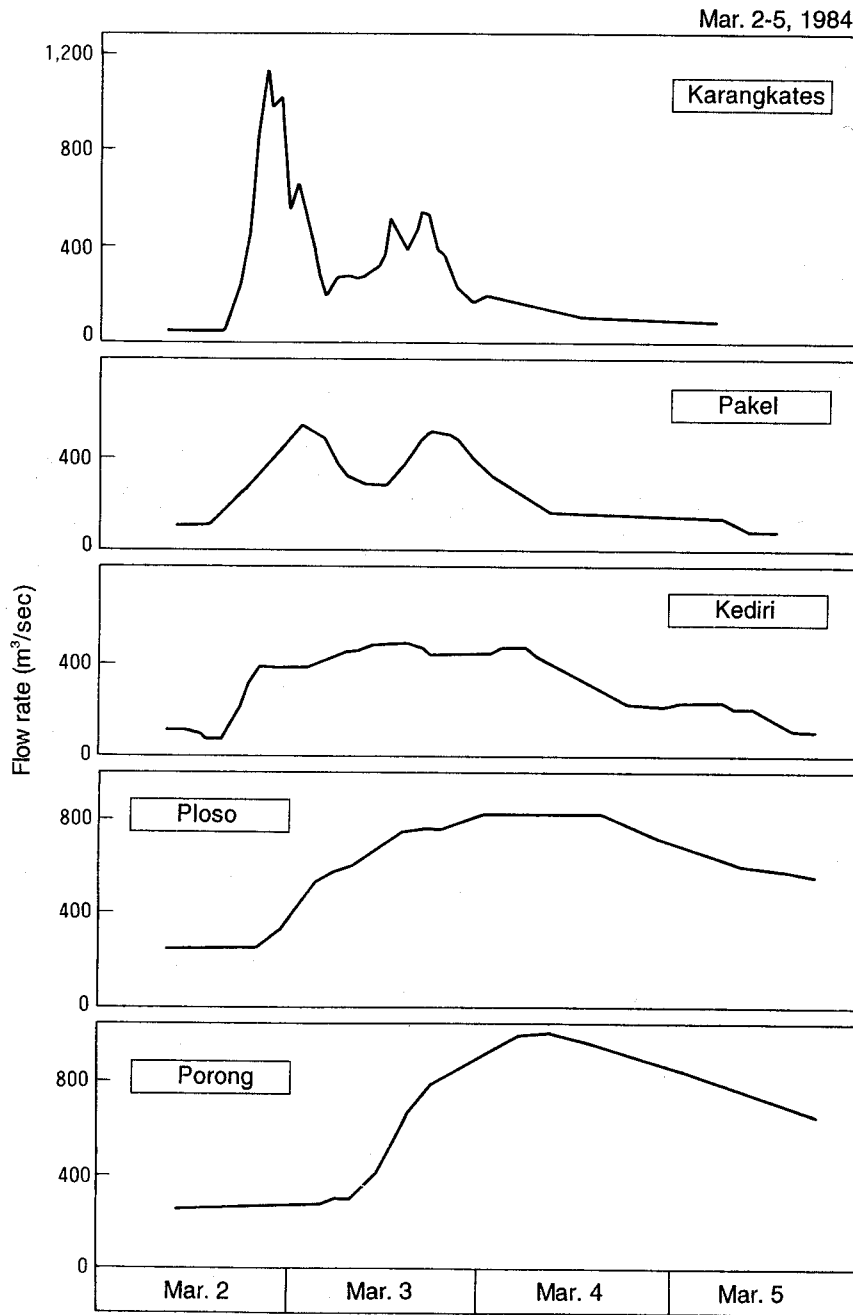 Mar. 2-5, 1984
1,200
Karangkates
800
400
0
Pakel
400
0
Kediri
400
0
Flow rate (m³/sec)
Ploso
800
400
0
Porong
800
400
0
Mar. 2 Mar. 3 Mar. 4 Mar. 5